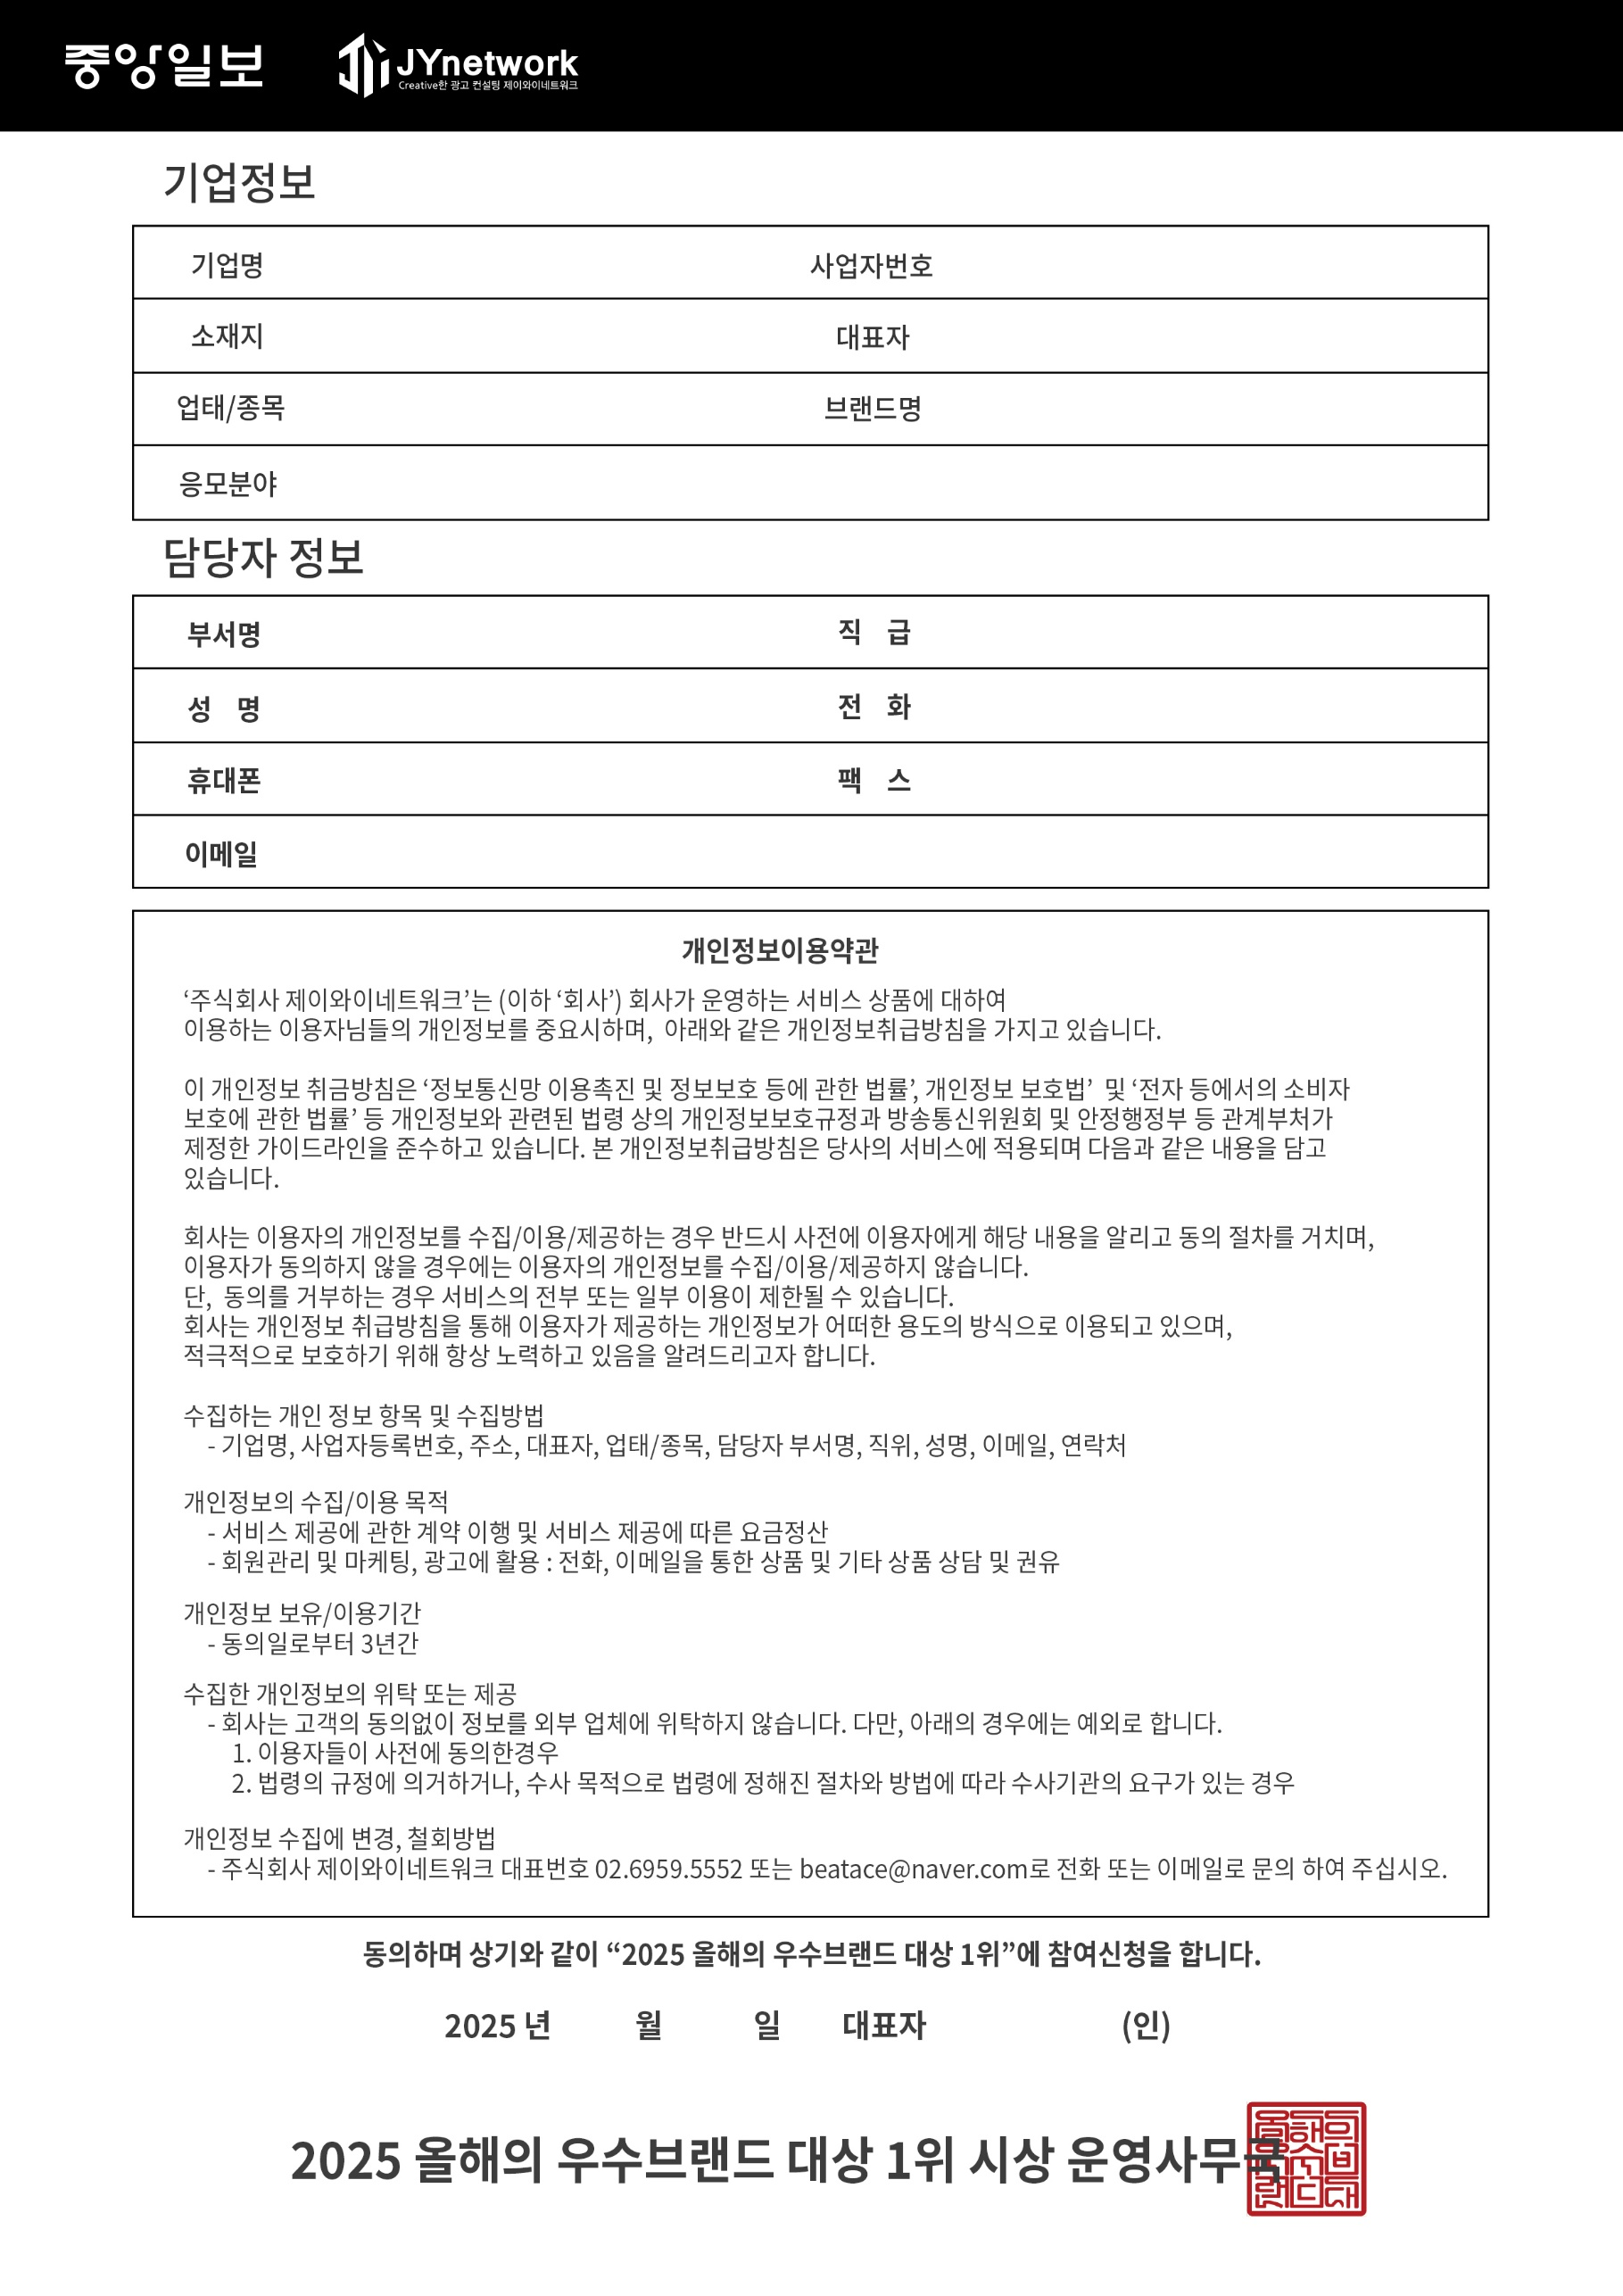 중앙일보
JYnetwork
Creative한 광고 컨설팅 제이와이네트워크
기업정보
기업명 사업자번호
소재지 대표자
업태/종목 브랜드명
응모분야
담당자 정보
부서명 직 급
성 명 전 화
휴대폰 팩 스
이메일
개인정보이용약관
‘주식회사 제이와이네트워크’는 (이하 ‘회사’) 회사가 운영하는 서비스 상품에 대하여
이용하는 이용자님들의 개인정보를 중요시하며, 아래와 같은 개인정보취급방침을 가지고 있습니다.
이 개인정보 취금방침은 ‘정보통신망 이용촉진 및 정보보호 등에 관한 법률’, 개인정보 보호법’ 및 ‘전자 등에서의 소비자
보호에 관한 법률’ 등 개인정보와 관련된 법령 상의 개인정보보호규정과 방송통신위원회 및 안정행정부 등 관계부처가
제정한 가이드라인을 준수하고 있습니다. 본 개인정보취급방침은 당사의 서비스에 적용되며 다음과 같은 내용을 담고
있습니다.
회사는 이용자의 개인정보를 수집/이용/제공하는 경우 반드시 사전에 이용자에게 해당 내용을 알리고 동의 절차를 거치며,
이용자가 동의하지 않을 경우에는 이용자의 개인정보를 수집/이용/제공하지 않습니다.
단, 동의를 거부하는 경우 서비스의 전부 또는 일부 이용이 제한될 수 있습니다.
회사는 개인정보 취급방침을 통해 이용자가 제공하는 개인정보가 어떠한 용도의 방식으로 이용되고 있으며,
적극적으로 보호하기 위해 항상 노력하고 있음을 알려드리고자 합니다.
수집하는 개인 정보 항목 및 수집방법
- 기업명, 사업자등록번호, 주소, 대표자, 업태/종목, 담당자 부서명, 직위, 성명, 이메일, 연락처
개인정보의 수집/이용 목적
- 서비스 제공에 관한 계약 이행 및 서비스 제공에 따른 요금정산
- 회원관리 및 마케팅, 광고에 활용 : 전화, 이메일을 통한 상품 및 기타 상품 상담 및 권유
개인정보 보유/이용기간
- 동의일로부터 3년간
수집한 개인정보의 위탁 또는 제공
- 회사는 고객의 동의없이 정보를 외부 업체에 위탁하지 않습니다. 다만, 아래의 경우에는 예외로 합니다.
1. 이용자들이 사전에 동의한경우
2. 법령의 규정에 의거하거나, 수사 목적으로 법령에 정해진 절차와 방법에 따라 수사기관의 요구가 있는 경우
개인정보 수집에 변경, 철회방법
- 주식회사 제이와이네트워크 대표번호 02.6959.5552 또는 beatace@naver.com로 전화 또는 이메일로 문의 하여 주십시오.
동의하며 상기와 같이 “2025 올해의 우수브랜드 대상 1위”에 참여신청을 합니다.
2025 년 월 일 대표자 (인)
2025 올해의 우수브랜드 대상 1위 시상 운영사무국